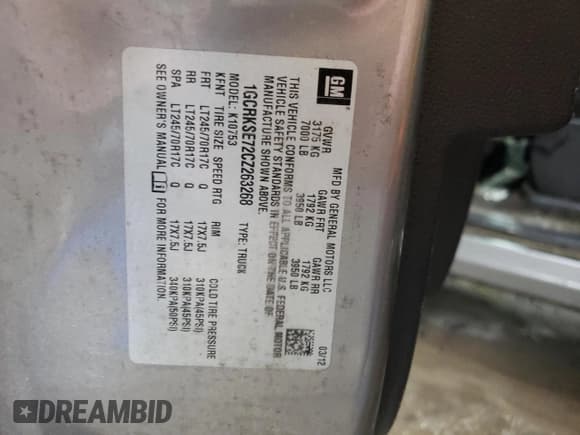 GM
MFD BY GENERAL MOTORS LLC
03/12
GVWR GAWR FRT GAWR RR
3175 KG 1792 KG 1792 KG
7000 LB 3950 LB 3950 LB
THIS VEHICLE CONFORMS TO ALL APPLICABLE U.S. FEDERAL MOTOR
VEHICLE SAFETY STANDARDS IN EFFECT ON THE DATE OF
MANUFACTURE SHOWN ABOVE.
1GCRKSE72CZ263268 TYPE: TRUCK
MODEL: K10753
KFNT TIRE SIZE SPEED RTG RIM COLD TIRE PRESSURE
FRT LT245/70R17C Q 17X7.5J 310KPA(45PSI)
RR LT245/70R17C Q 17X7.5J 310KPA(45PSI)
SPA LT245/70R17C Q 17X7.5J 340KPA(50PSI)
SEE OWNER'S MANUAL FOR MORE INFORMATION.
DREAMBID